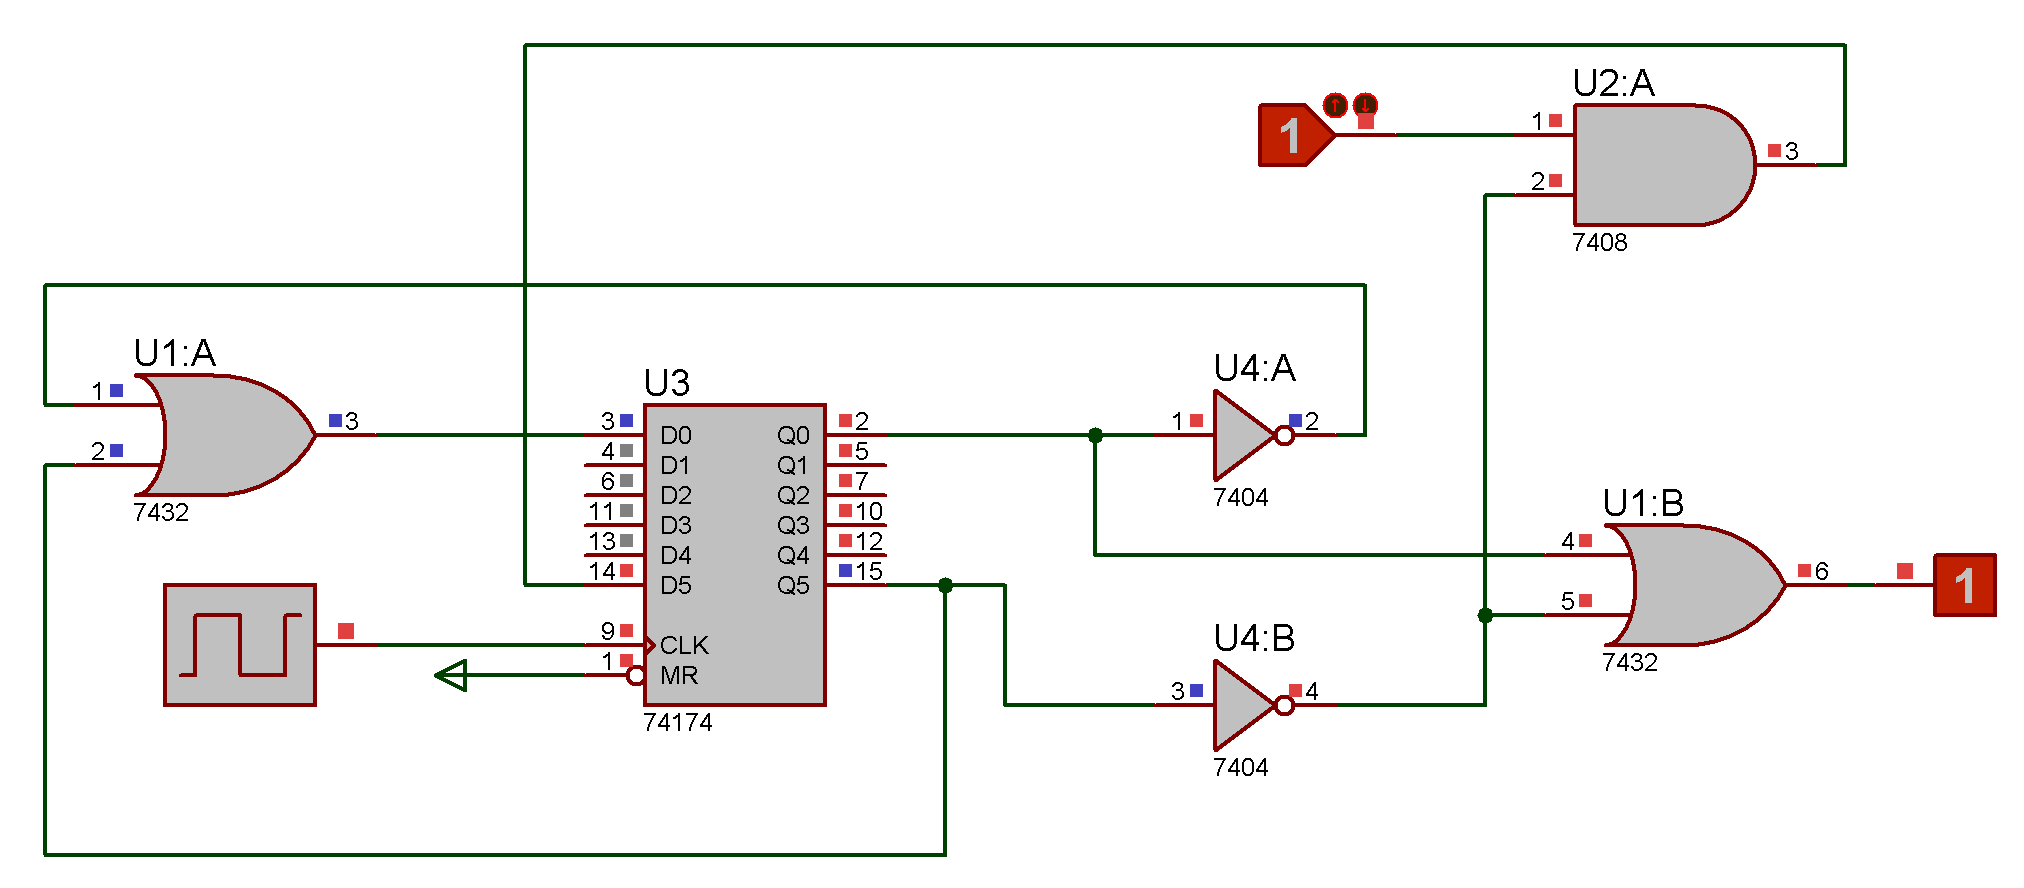 U2:A
1
1
3
2
7408
U1:A
1
3
2
7432
U3
3 D0 Q0 2
4 D1 Q1 5
6 D2 Q2 7
11 D3 Q3 10
13 D4 Q4 12
14 D5 Q5 15
9 CLK
1 MR
74174
U4:A
1 2
7404
U4:B
3 4
7404
U1:B
4
6
1
5
7432